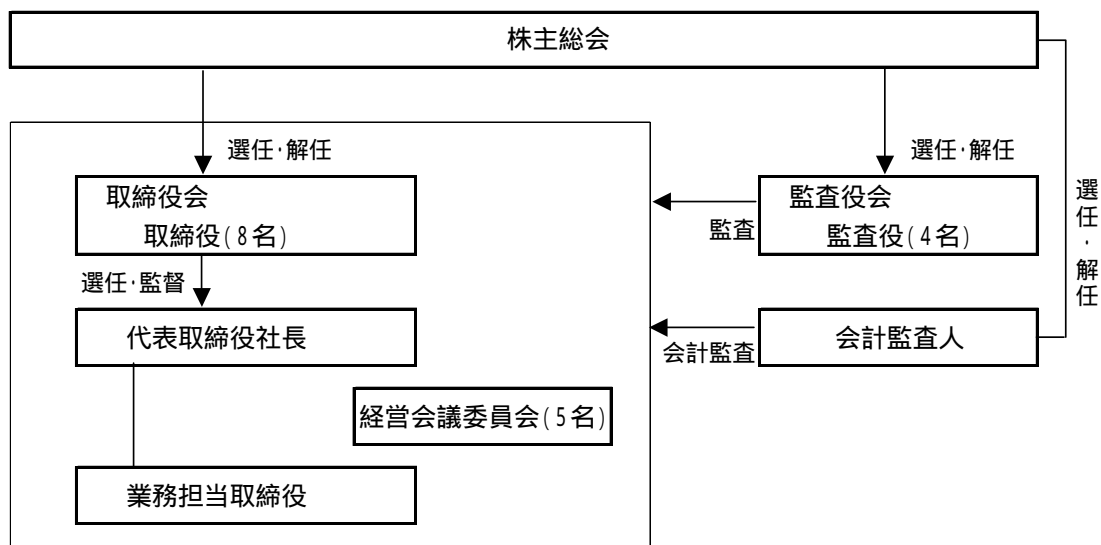 株主総会
選任･解任
選任･解任
取締役会
取締役(8名)
監査
監査役会
監査役(4名)
選任･解任
選任･監督
代表取締役社長
会計監査
会計監査人
経営会議委員会(5名)
業務担当取締役